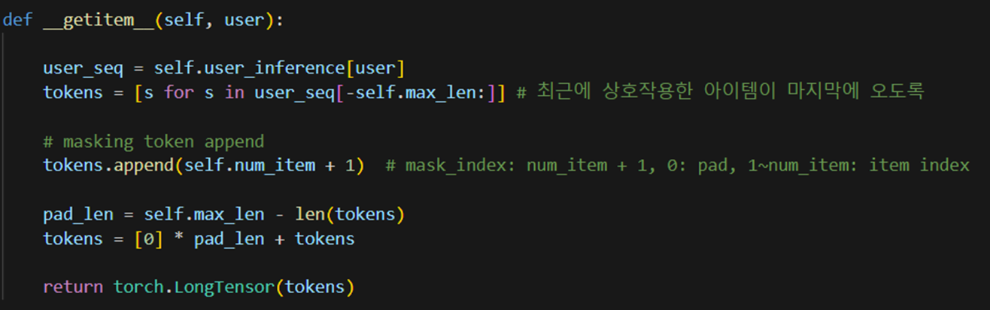 def __getitem__(self, user):
user_seq = self.user_inference[user]
tokens = [s for s in user_seq[-self.max_len:]] # 최근에 상호작용한 아이템이 마지막에 오도록
# masking token append
tokens.append(self.num_item + 1)  # mask_index: num_item + 1, 0: pad, 1~num_item: item index
pad_len = self.max_len - len(tokens)
tokens = [0] * pad_len + tokens
return torch.LongTensor(tokens)